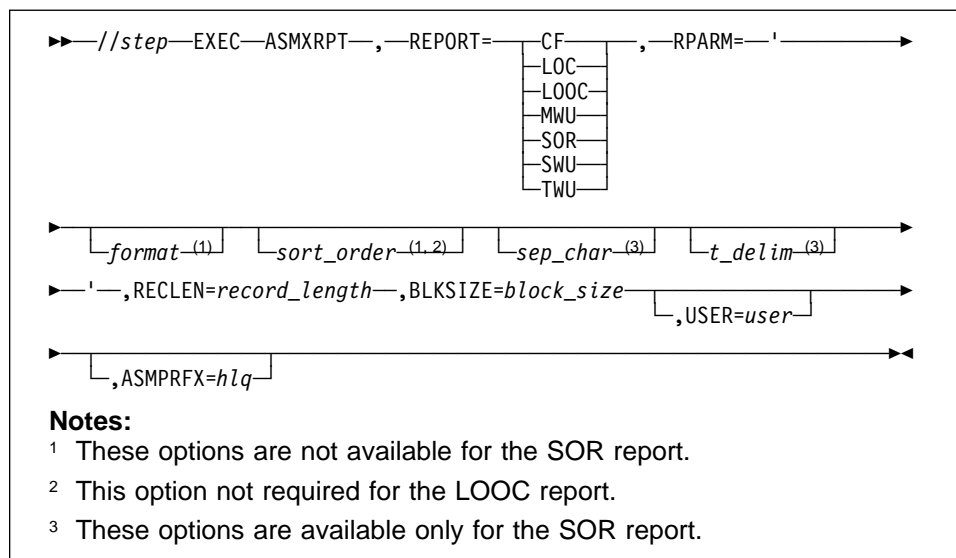 ►►─//step─EXEC─ASMXRPT─,─REPORT=─CF─,─RPARM=─'─►
LOC
LOOC
MWU
SOR
SWU
TWU
►─format (1)─sort_order (1, 2)─sep_char (3)─t_delim (3)─►
►─'─,RECLEN=record_length─,BLKSIZE=block_size─,USER=user─►
►─,ASMPRFX=hlq─►◄
Notes:
1 These options are not available for the SOR report.
2 This option not required for the LOOC report.
3 These options are available only for the SOR report.